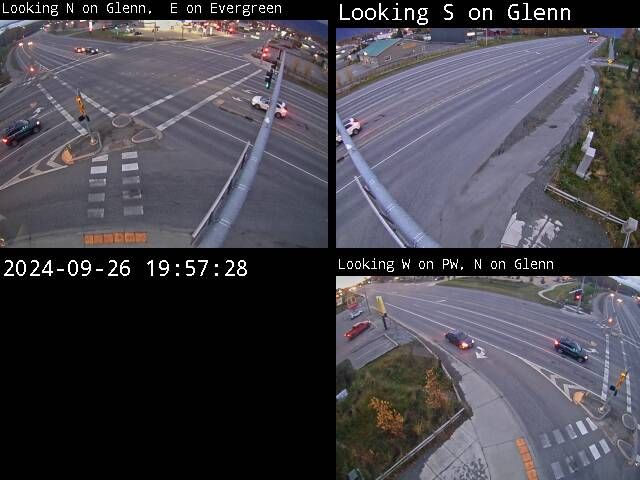 Looking N on Glenn, E on Evergreen
Looking S on Glenn
2024-09-26 19:57:28
Looking W on PW, N on Glenn